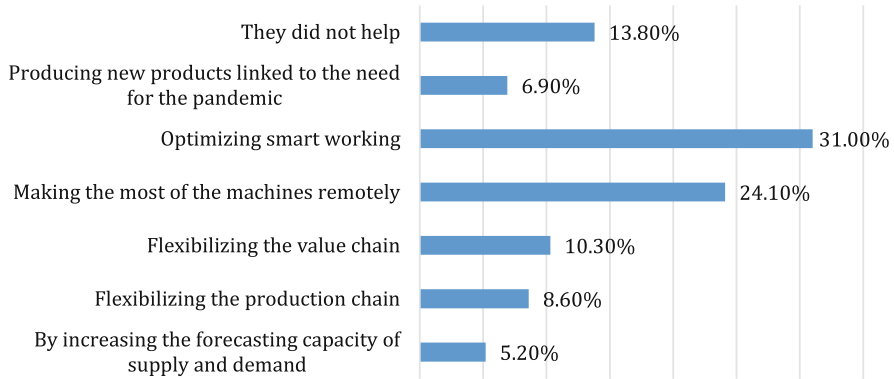 They did not help
13.80%
Producing new products linked to the need
for the pandemic
6.90%
Optimizing smart working
31.00%
Making the most of the machines remotely
24.10%
Flexibilizing the value chain
10.30%
Flexibilizing the production chain
8.60%
By increasing the forecasting capacity of
supply and demand
5.20%